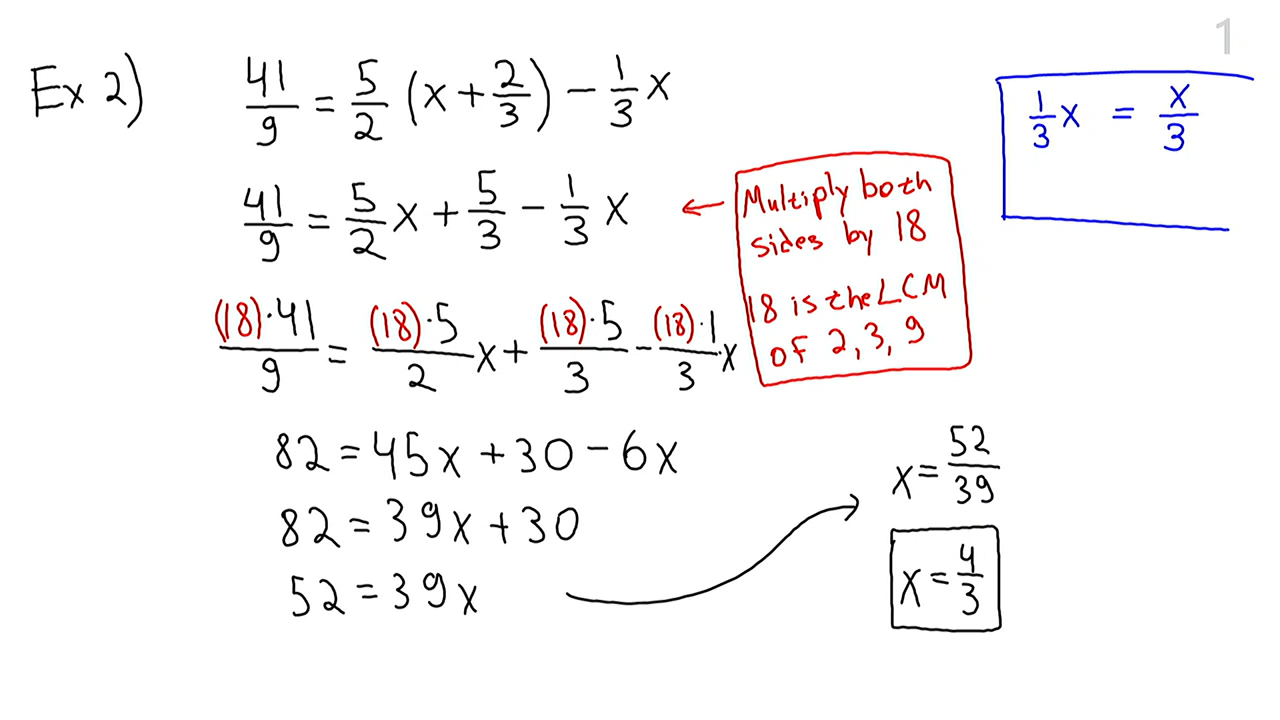 1
Ex 2) 41/9 = 5/2 (x + 2/3) - 1/3 x
1/3 x = x/3
41/9 = 5/2 x + 5/3 - 1/3 x ←
Multiply both
sides by 18
18 is the LCM
of 2, 3, 9
(18)·41/9 = (18)·5/2 x + (18)·5/3 - (18)·1/3 x
82 = 45x + 30 - 6x
82 = 39x + 30
52 = 39x
x = 52/39
x = 4/3